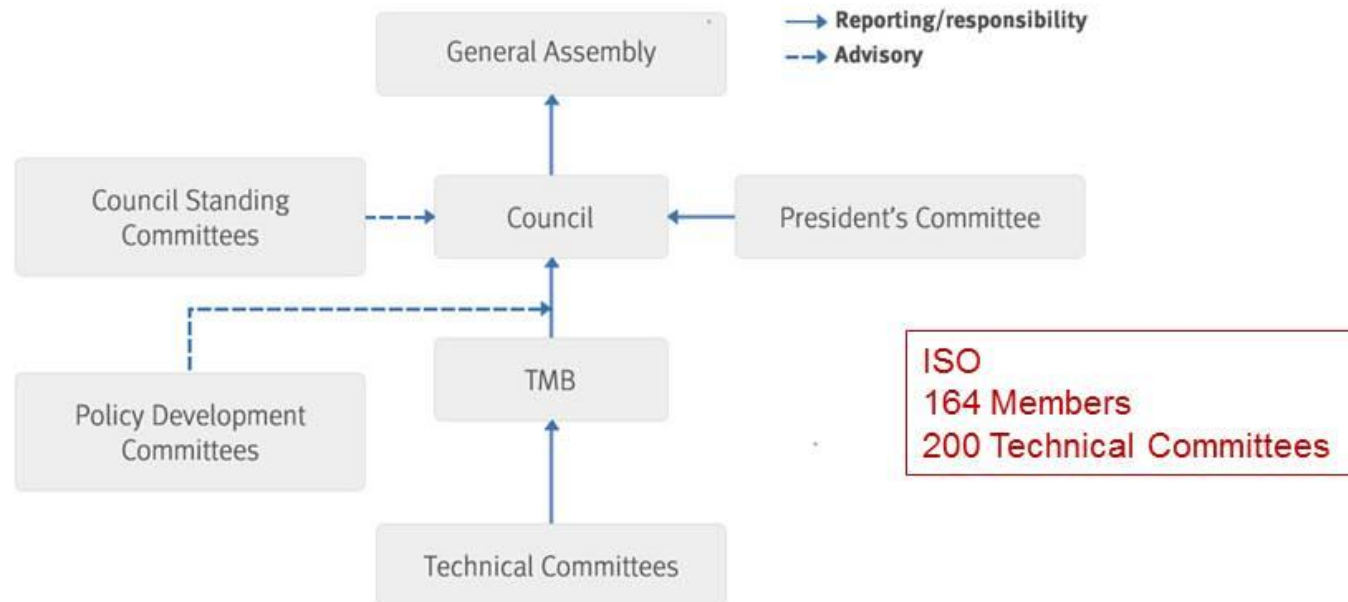 General Assembly
Reporting/responsibility
Advisory
Council Standing
Committees
Council
President's Committee
TMB
Policy Development
Committees
ISO
164 Members
200 Technical Committees
Technical Committees